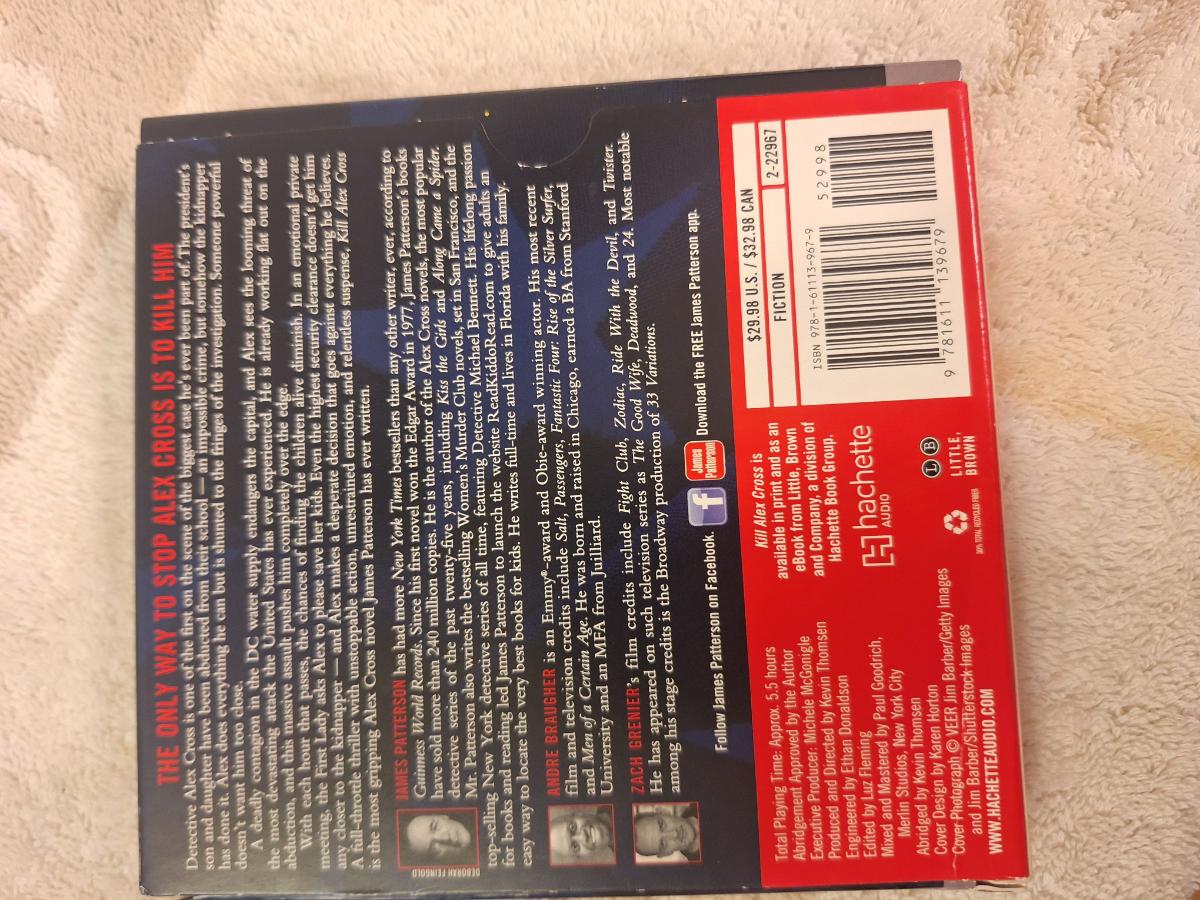 THE ONLY WAY TO STOP ALEX CROSS IS TO KILL HIM
Detective Alex Cross is one of the first on the scene of the biggest case he's ever been part of. The president's
son and daughter have been abducted from their school — an impossible crime, but somehow the kidnapper
has done it. Alex does everything he can but is shunted to the fringes of the investigation. Someone powerful
doesn't want him too close.
A deadly contagion in the DC water supply endangers the capital, and Alex sees the looming threat of
the most devastating attack the United States has ever experienced. He is already working flat out on the
abduction, and this massive assault pushes him completely over the edge.
With each hour that passes, the chances of finding the children alive diminish. In an emotional private
meeting, the First Lady asks Alex to please save her kids. Even the highest security clearance doesn't get him
any closer to the kidnapper — and Alex makes a desperate decision that goes against everything he believes.
A full-throttle thriller with unstoppable action, unrestrained emotion, and relentless suspense, Kill Alex Cross
is the most gripping Alex Cross novel James Patterson has ever written.
JAMES PATTERSON has had more New York Times bestsellers than any other writer, ever, according to
Guinness World Records. Since his first novel won the Edgar Award in 1977, James Patterson's books
have sold more than 240 million copies. He is the author of the Alex Cross novels, the most popular
detective series of the past twenty-five years, including Kiss the Girls and Along Came a Spider.
Mr. Patterson also writes the bestselling Women's Murder Club novels, set in San Francisco, and the
top-selling New York detective series of all time, featuring Detective Michael Bennett. His lifelong passion
for books and reading led James Patterson to launch the website ReadKiddoRead.com to give adults an
easy way to locate the very best books for kids. He writes full-time and lives in Florida with his family.
DEBORAH FEINGOLD
ANDRE BRAUGHER is an Emmy®-award and Obie-award winning actor. His most recent
film and television credits include Salt, Passengers, Fantastic Four: Rise of the Silver Surfer,
and Men of a Certain Age. He was born and raised in Chicago, earned a BA from Stanford
University and an MFA from Juilliard.
ZACH GRENIER's film credits include Fight Club, Zodiac, Ride With the Devil, and Twister.
He has appeared on such television series as The Good Wife, Deadwood, and 24. Most notable
among his stage credits is the Broadway production of 33 Variations.
Follow James Patterson on Facebook. f James Patterson Download the FREE James Patterson app.
Total Playing Time: Approx. 5.5 hours
Abridgement Approved by the Author
Executive Producer: Michele McGonigle
Produced and Directed by Kevin Thomsen
Engineered by Ethan Donaldson
Edited by Luz Fleming
Mixed and Mastered by Paul Goodrich,
Merlin Studios, New York City
Abridged by Kevin Thomsen
Cover Design by Karen Horton
Cover Photograph © VEER Jim Barber/Getty Images
and Jim Barber/Shutterstock Images
WWW.HACHETTEAUDIO.COM
Kill Alex Cross is
available in print and as an
eBook from Little, Brown
and Company, a division of
Hachette Book Group.
hachette
AUDIO
30% TOTAL RECYCLED FIBER
L B
LITTLE,
BROWN
$29.98 U.S. / $32.98 CAN
FICTION
2-22967
ISBN 978-1-61113-967-9
52998
9 781611 139679